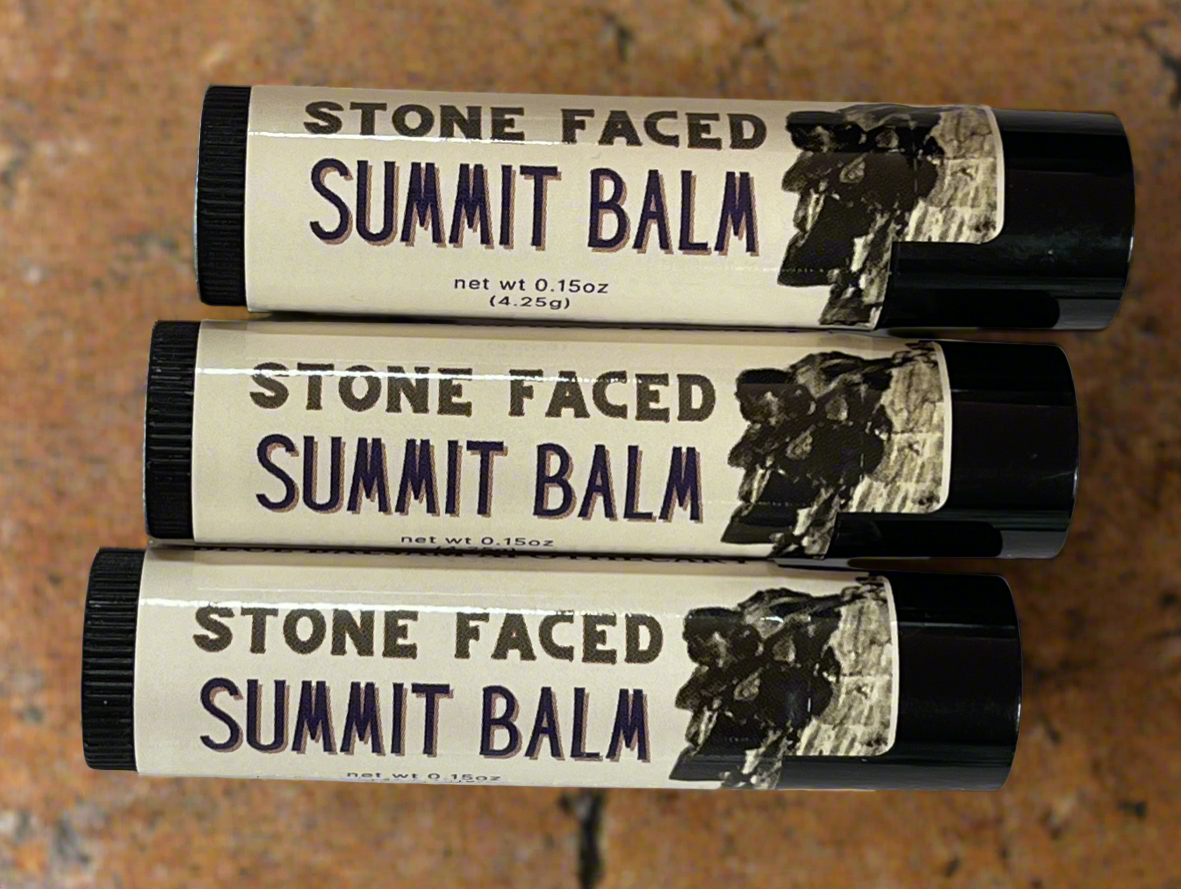 STONE FACED
SUMMIT BALM
net wt 0.15oz
(4.25g)
STONE FACED
SUMMIT BALM
net wt 0.15oz
STONE FACED
SUMMIT BALM
net wt 0.15oz